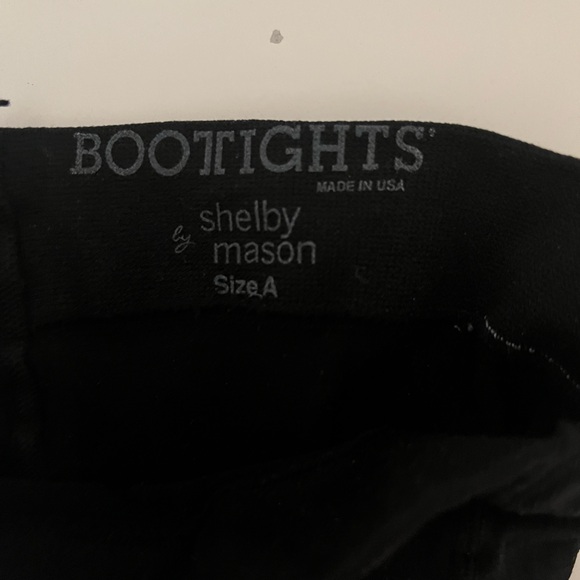 BOOTIGHTS
MADE IN USA
by shelby
mason
Size A